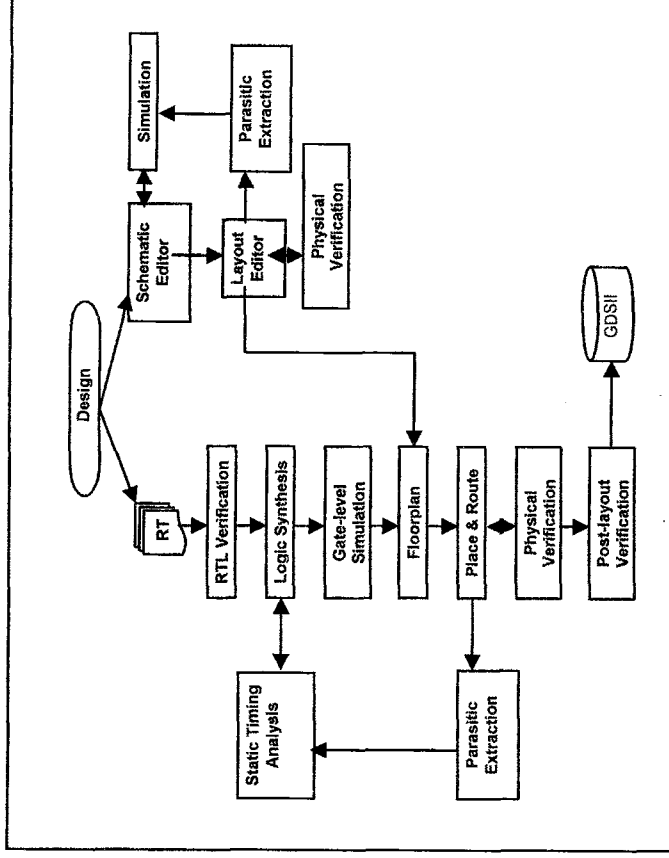 Design
RT
RTL Verification
Logic Synthesis
Gate-level
Simulation
Floorplan
Place & Route
Physical
Verification
Post-layout
Verification
GDSII
Static Timing
Analysis
Parasitic
Extraction
Schematic
Editor
Simulation
Layout
Editor
Parasitic
Extraction
Physical
Verification